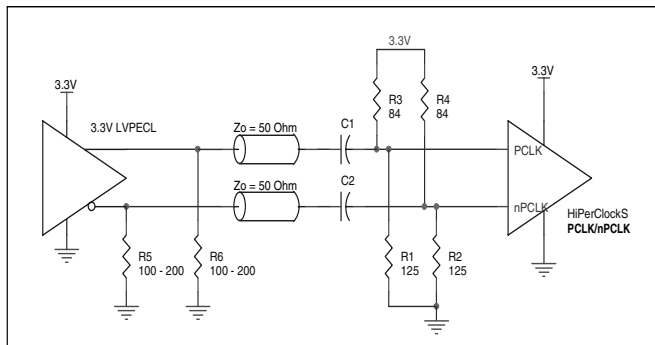 3.3V
3.3V
3.3V
R3
84
R4
84
3.3V LVPECL
Zo = 50 Ohm
C1
PCLK
Zo = 50 Ohm
C2
nPCLK
HiPerClockS
PCLK/nPCLK
R5
100 - 200
R6
100 - 200
R1
125
R2
125